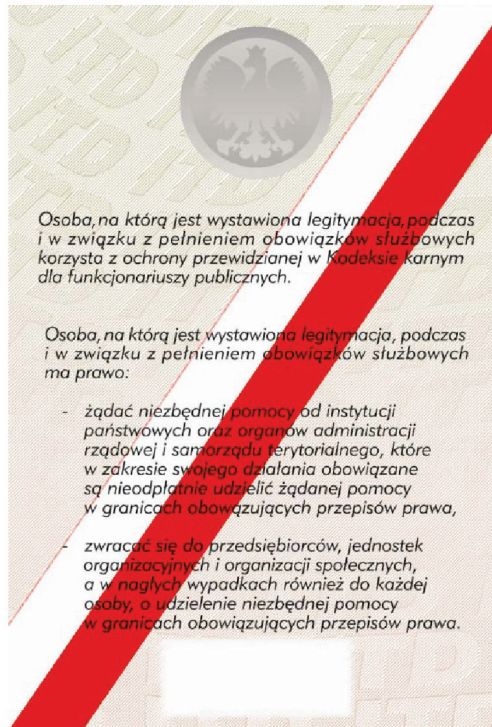 Osoba, na którą jest wystawiona legitymacja, podczas
i w związku z pełnieniem obowiązków służbowych
korzysta z ochrony przewidzianej w Kodeksie karnym
dla funkcjonariuszy publicznych.
Osoba, na którą jest wystawiona legitymacja, podczas
i w związku z pełnieniem obowiązków służbowych
ma prawo:
- żądać niezbędnej pomocy od instytucji
państwowych oraz organów administracji
rządowej i samorządu terytorialnego, które
w zakresie swojego działania obowiązane
są nieodpłatnie udzielić żądanej pomocy
w granicach obowązujących przepisów prawa,
- zwracać się do przedsiębiorców, jednostek
organizacyjnych i organizacji społecznych,
a w nagłych wypadkach również do każdej
osoby, o udzielenie niezbędnej pomocy
w granicach obowiązujących przepisów prawa.